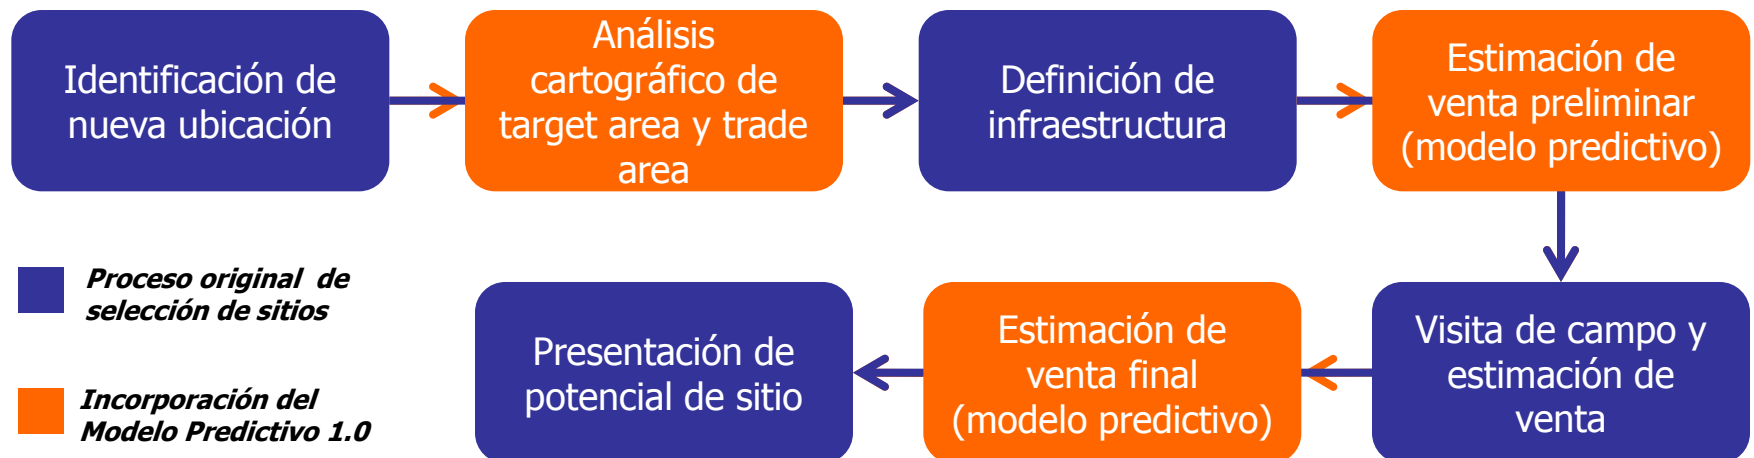 Identificación de
nueva ubicación
Análisis
cartográfico de
target area y trade
area
Definición de
infraestructura
Estimación de
venta preliminar
(modelo predictivo)
Proceso original de
selección de sitios
Incorporación del
Modelo Predictivo 1.0
Presentación de
potencial de sitio
Estimación de
venta final
(modelo predictivo)
Visita de campo y
estimación de
venta